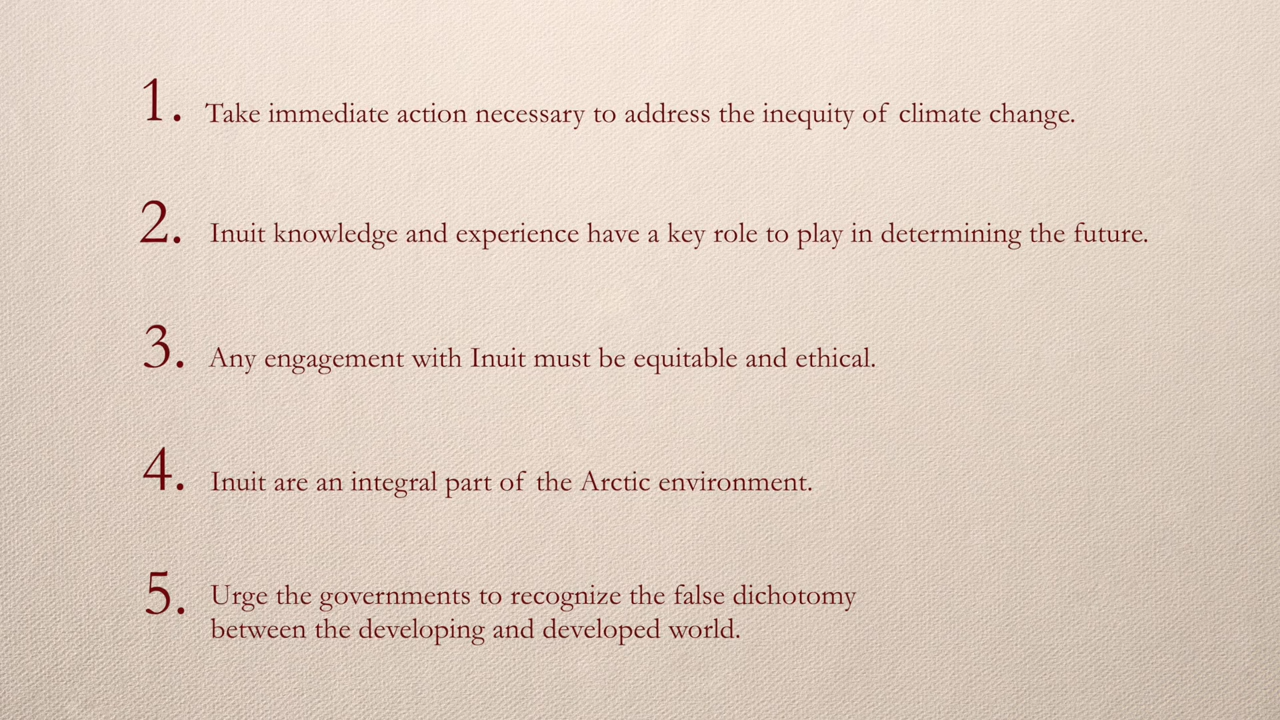 1. Take immediate action necessary to address the inequity of climate change.
2. Inuit knowledge and experience have a key role to play in determining the future.
3. Any engagement with Inuit must be equitable and ethical.
4. Inuit are an integral part of the Arctic environment.
5. Urge the governments to recognize the false dichotomy
between the developing and developed world.